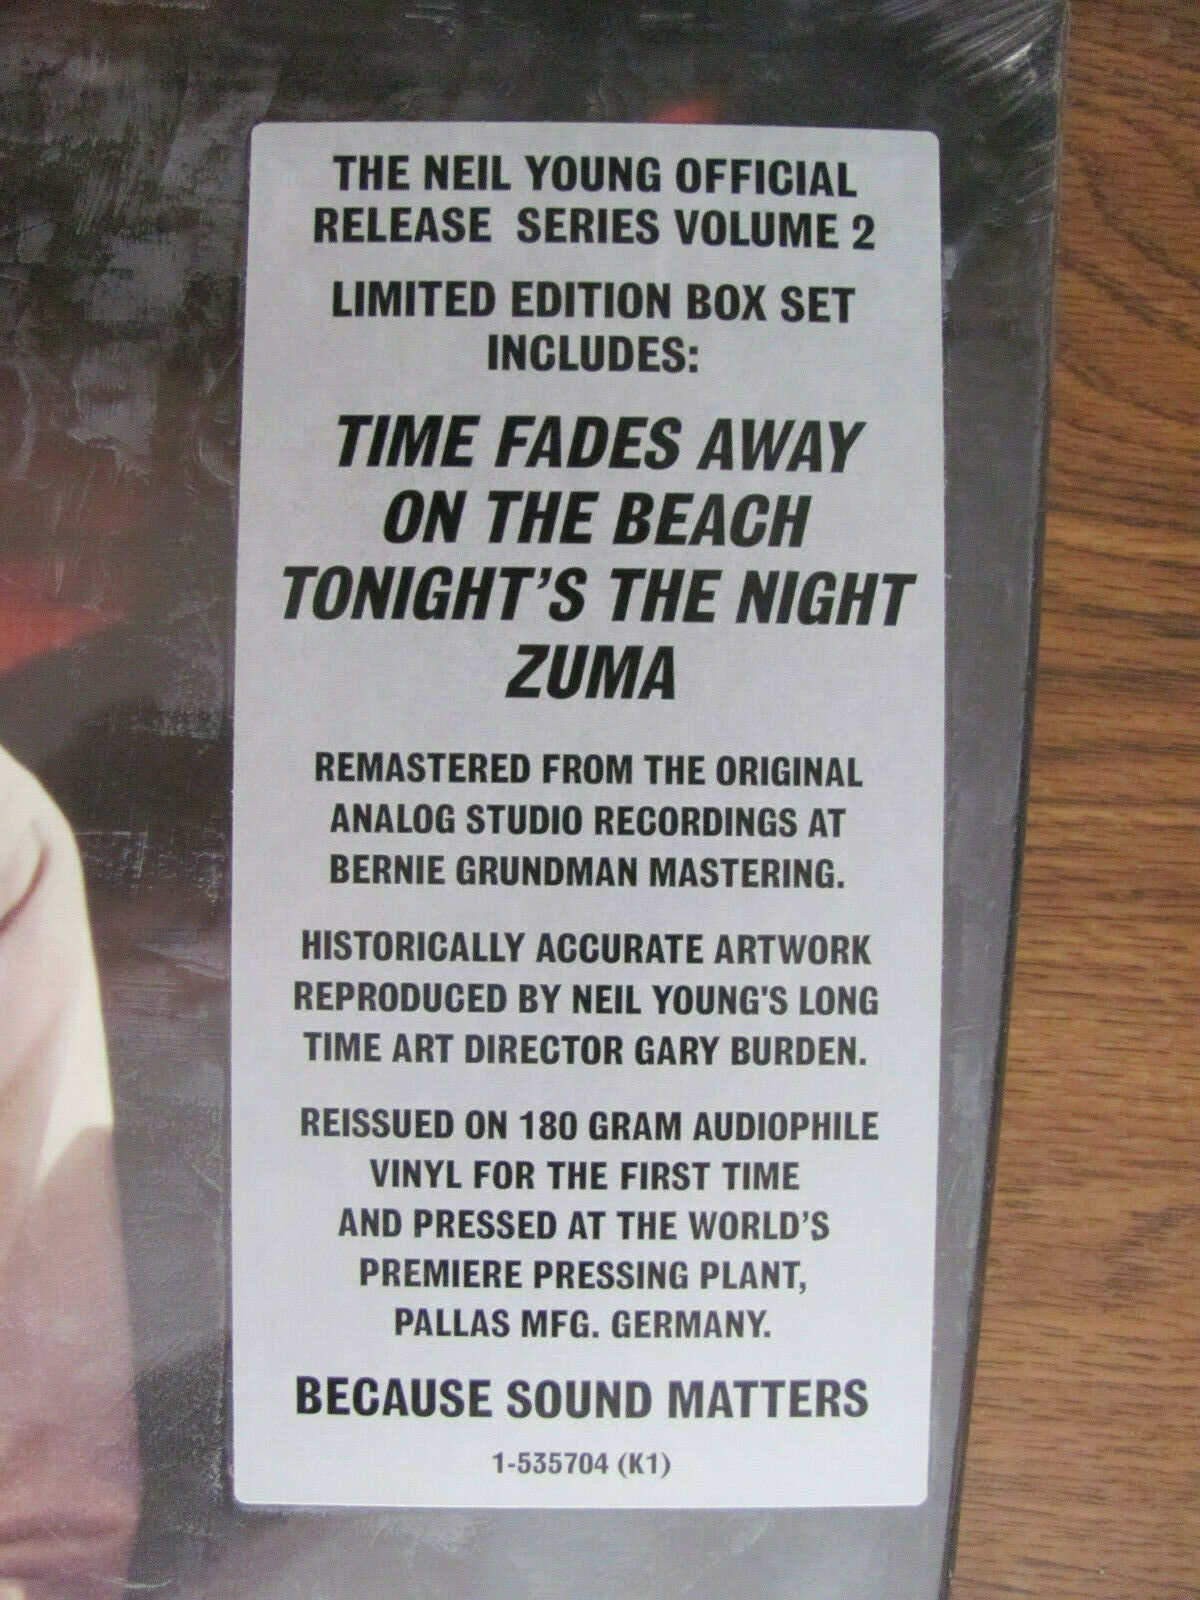 THE NEIL YOUNG OFFICIAL
RELEASE SERIES VOLUME 2
LIMITED EDITION BOX SET
INCLUDES:
TIME FADES AWAY
ON THE BEACH
TONIGHT'S THE NIGHT
ZUMA
REMASTERED FROM THE ORIGINAL
ANALOG STUDIO RECORDINGS AT
BERNIE GRUNDMAN MASTERING.
HISTORICALLY ACCURATE ARTWORK
REPRODUCED BY NEIL YOUNG'S LONG
TIME ART DIRECTOR GARY BURDEN.
REISSUED ON 180 GRAM AUDIOPHILE
VINYL FOR THE FIRST TIME
AND PRESSED AT THE WORLD'S
PREMIERE PRESSING PLANT,
PALLAS MFG. GERMANY.
BECAUSE SOUND MATTERS
1-535704 (K1)